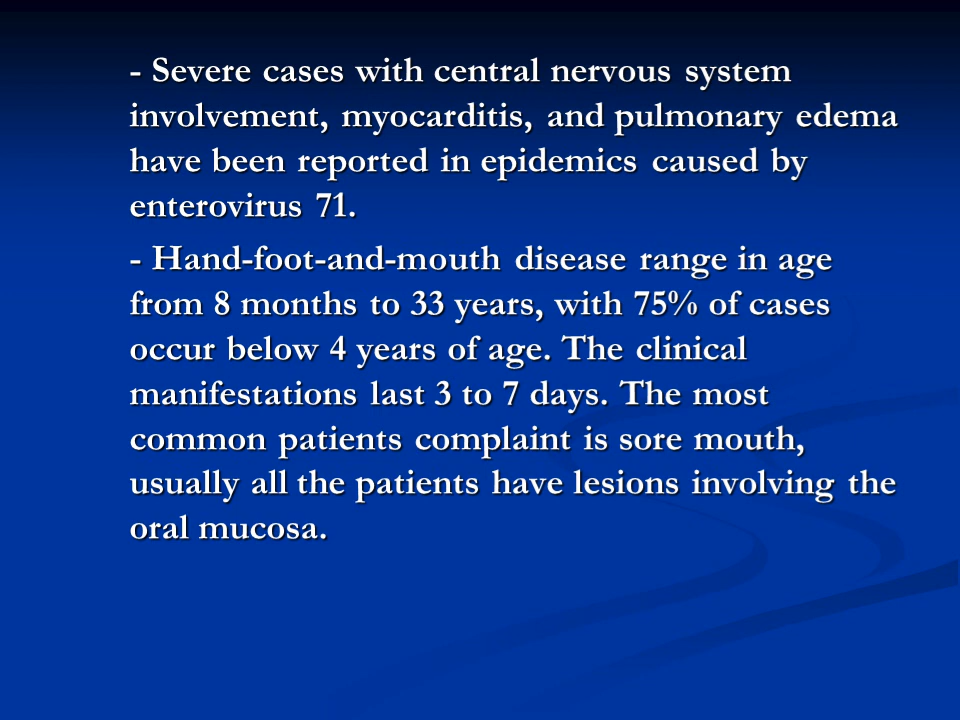 - Severe cases with central nervous system
involvement, myocarditis, and pulmonary edema
have been reported in epidemics caused by
enterovirus 71.
- Hand-foot-and-mouth disease range in age
from 8 months to 33 years, with 75% of cases
occur below 4 years of age. The clinical
manifestations last 3 to 7 days. The most
common patients complaint is sore mouth,
usually all the patients have lesions involving the
oral mucosa.